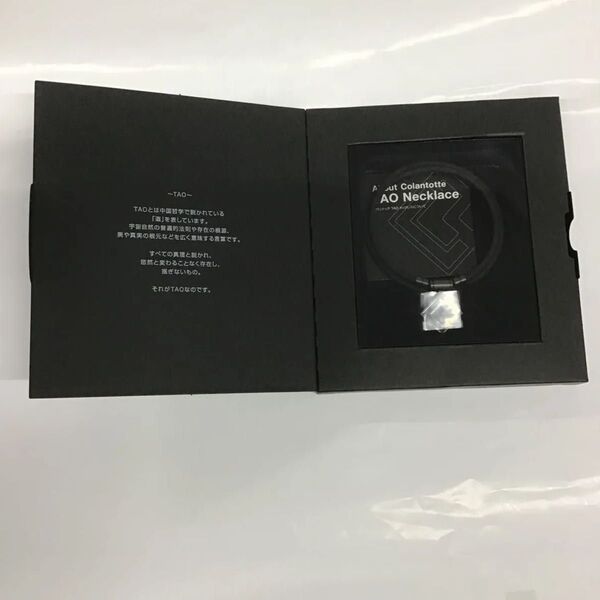 〜TAO〜
TAOとは中国哲学で説かれている
「道」を表しています。
宇宙自然の普遍的法則や存在の根源、
美や真実の根元などを広く意味する言葉です。
すべての真理と説かれ、
悠然と変わることなく存在し、
揺ぎないもの。
それがTAOなのです。
About Colantotte
AO Necklace